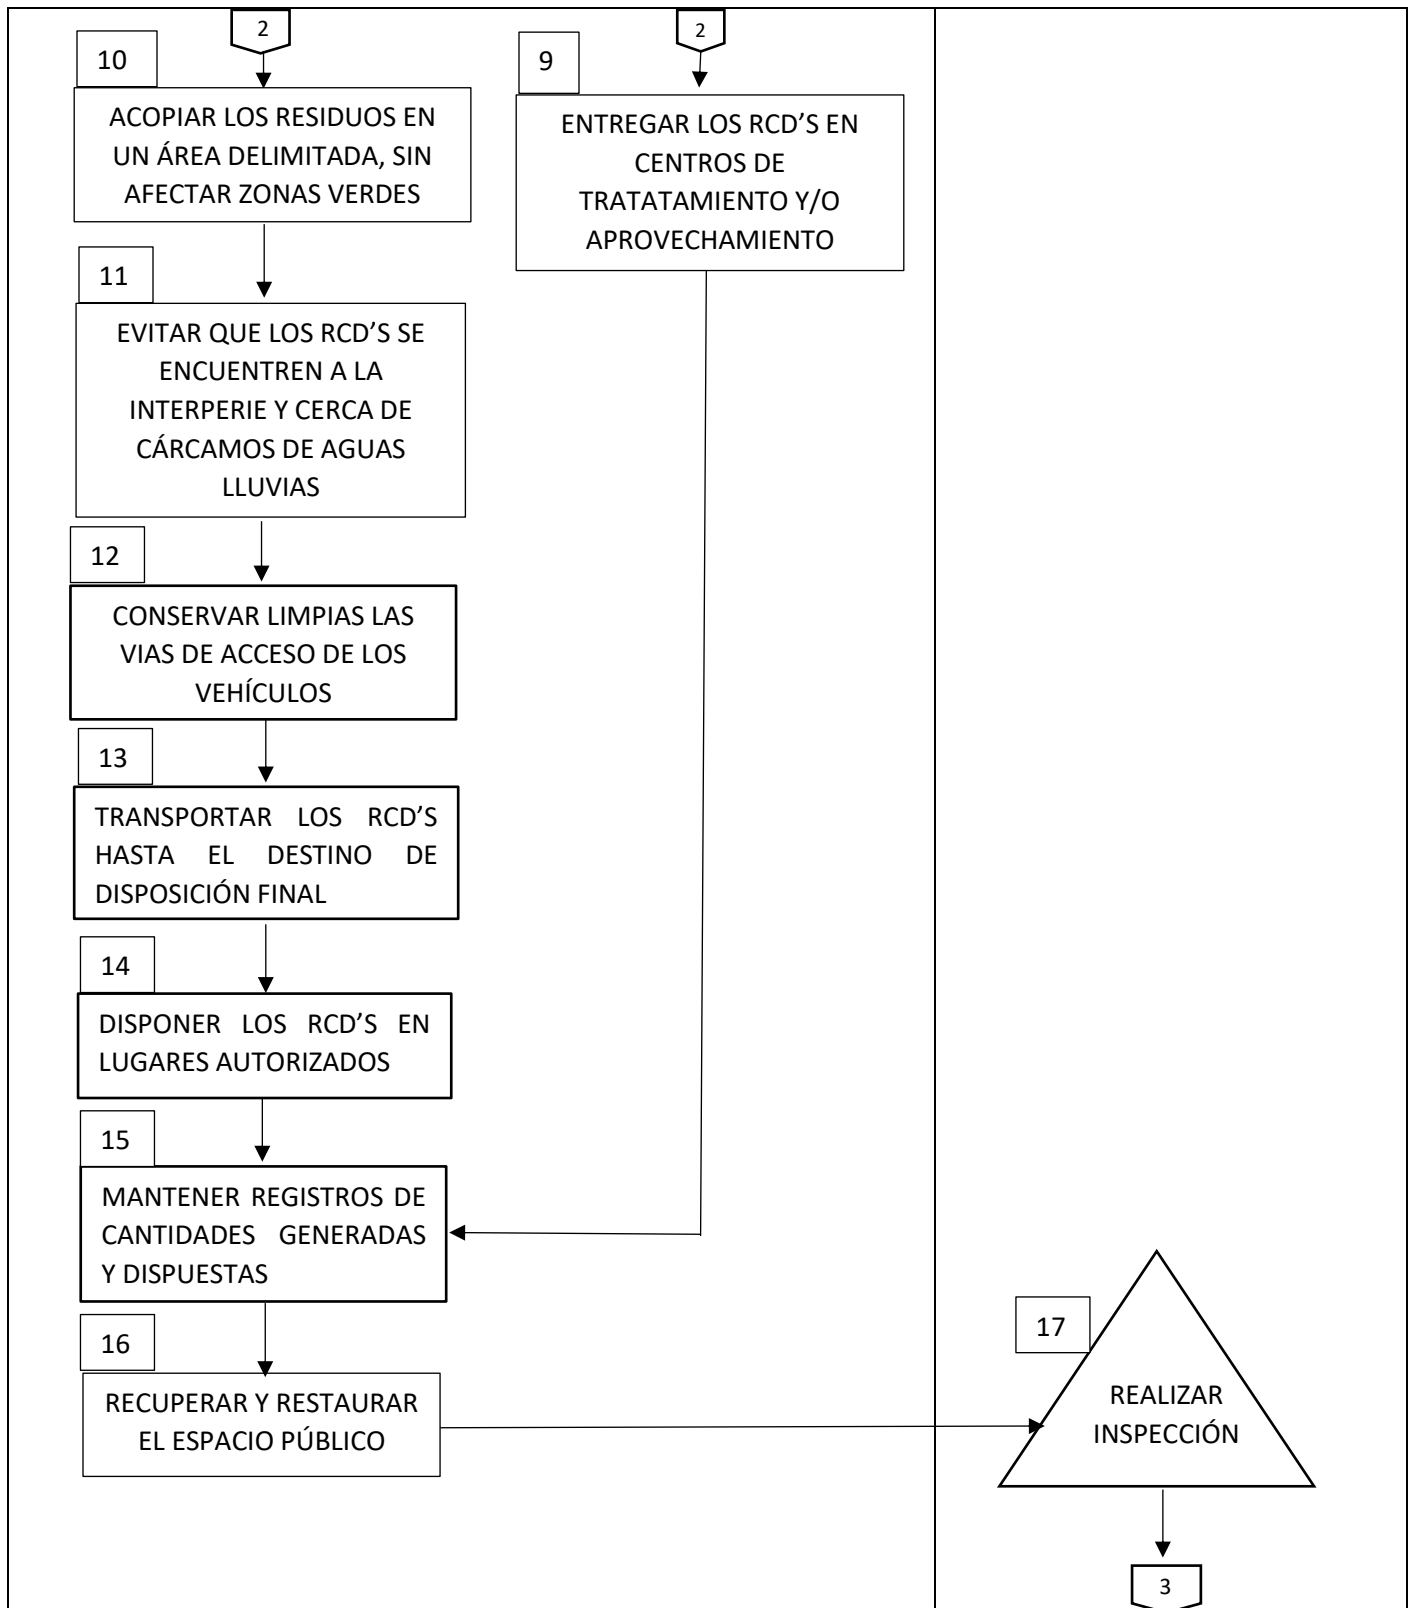 2
10
ACOPIAR LOS RESIDUOS EN
UN ÁREA DELIMITADA, SIN
AFECTAR ZONAS VERDES
11
EVITAR QUE LOS RCD’S SE
ENCUENTREN A LA
INTERPERIE Y CERCA DE
CÁRCAMOS DE AGUAS
LLUVIAS
12
CONSERVAR LIMPIAS LAS
VIAS DE ACCESO DE LOS
VEHÍCULOS
13
TRANSPORTAR LOS RCD’S
HASTA EL DESTINO DE
DISPOSICIÓN FINAL
14
DISPONER LOS RCD’S EN
LUGARES AUTORIZADOS
15
MANTENER REGISTROS DE
CANTIDADES GENERADAS
Y DISPUESTAS
16
RECUPERAR Y RESTAURAR
EL ESPACIO PÚBLICO
2
9
ENTREGAR LOS RCD’S EN
CENTROS DE
TRATATAMIENTO Y/O
APROVECHAMIENTO
17
REALIZAR
INSPECCIÓN
3